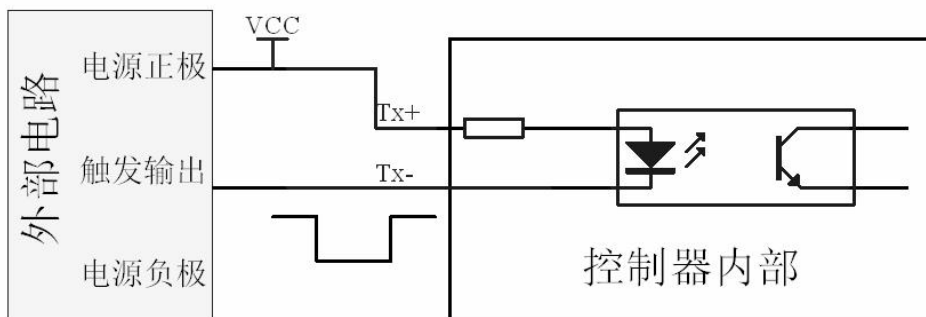 VCC
电源正极
Tx+
外部电路
触发输出
Tx-
电源负极
控制器内部